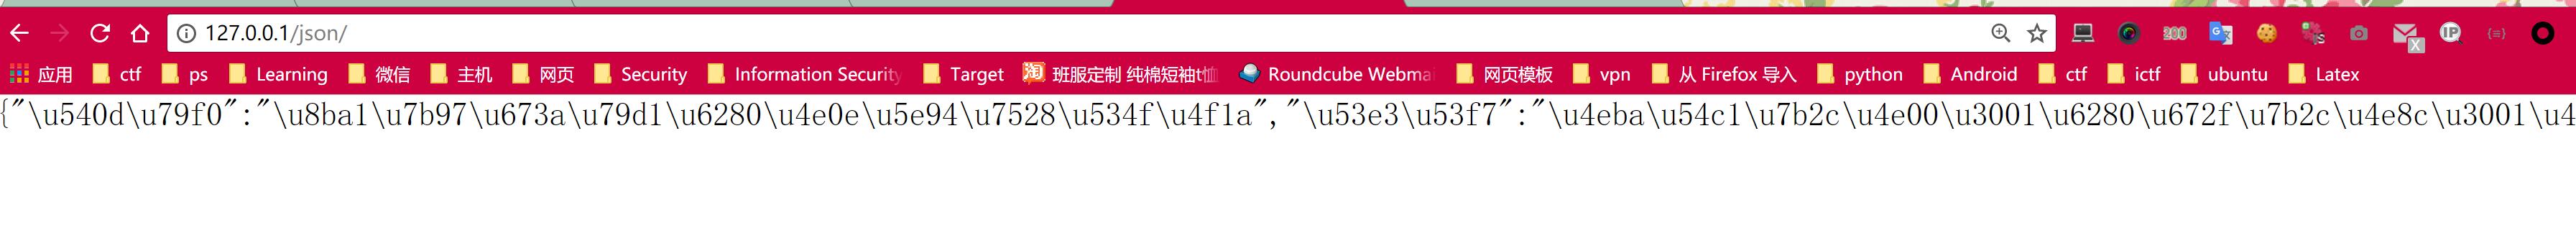 127.0.0.1/json/
应用 ctf ps Learning 微信 主机 网页 Security Information Security Target 淘 班服定制 纯棉短袖t恤 Roundcube Webmai 网页模板 vpn 从 Firefox 导入 python Android ctf ictf ubuntu Latex
{"\u540d\u79f0":"\u8ba1\u7b97\u673a\u79d1\u6280\u4e0e\u5e94\u7528\u534f\u4f1a","\u53e3\u53f7":"\u4eba\u54c1\u7b2c\u4e00\u3001\u6280\u672f\u7b2c\u4e8c\u3001\u4